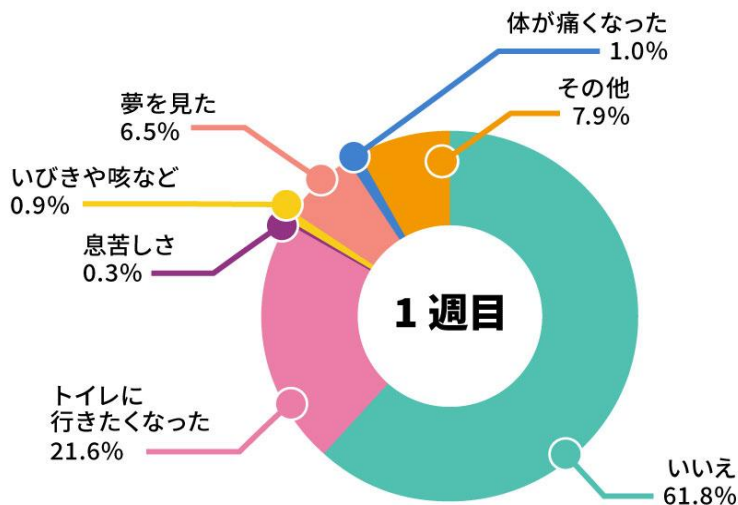 体が痛くなった
1.0%
その他
7.9%
夢を見た
6.5%
いびきや咳など
0.9%
息苦しさ
0.3%
1 週目
トイレに
行きたくなった
21.6%
いいえ
61.8%